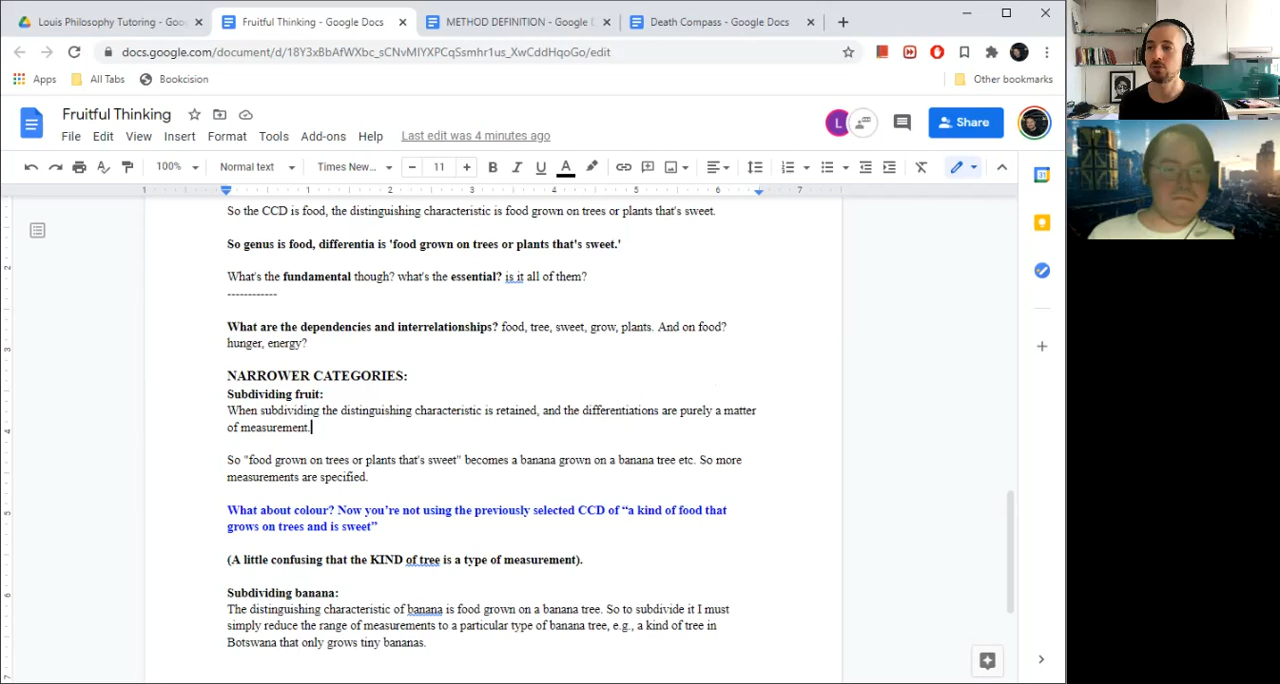 Louis Philosophy Tutoring - Goo
Fruitful Thinking - Google Docs
METHOD DEFINITION - Google D
Death Compass - Google Docs
docs.google.com/document/d/18Y3xBbAfWXbc_sCNvMIYXPCqSsmhr1us_XwCddHqoGo/edit
Apps
All Tabs
Bookcision
Other bookmarks
Fruitful Thinking
File Edit View Insert Format Tools Add-ons Help Last edit was 4 minutes ago
L
Share
100% Normal text Times New... 11 B I U A
1 1 2 3 4 5 6 7
So the CCD is food, the distinguishing characteristic is food grown on trees or plants that's sweet.
So genus is food, differentia is 'food grown on trees or plants that's sweet.'
What's the fundamental though? what's the essential? is it all of them?
------------
What are the dependencies and interrelationships? food, tree, sweet, grow, plants. And on food?
hunger, energy?
NARROWER CATEGORIES:
Subdividing fruit:
When subdividing the distinguishing characteristic is retained, and the differentiations are purely a matter
of measurement.
So "food grown on trees or plants that's sweet" becomes a banana grown on a banana tree etc. So more
measurements are specified.
What about colour? Now you're not using the previously selected CCD of “a kind of food that
grows on trees and is sweet”
(A little confusing that the KIND of tree is a type of measurement).
Subdividing banana:
The distinguishing characteristic of banana is food grown on a banana tree. So to subdivide it I must
simply reduce the range of measurements to a particular type of banana tree, e.g., a kind of tree in
Botswana that only grows tiny bananas.